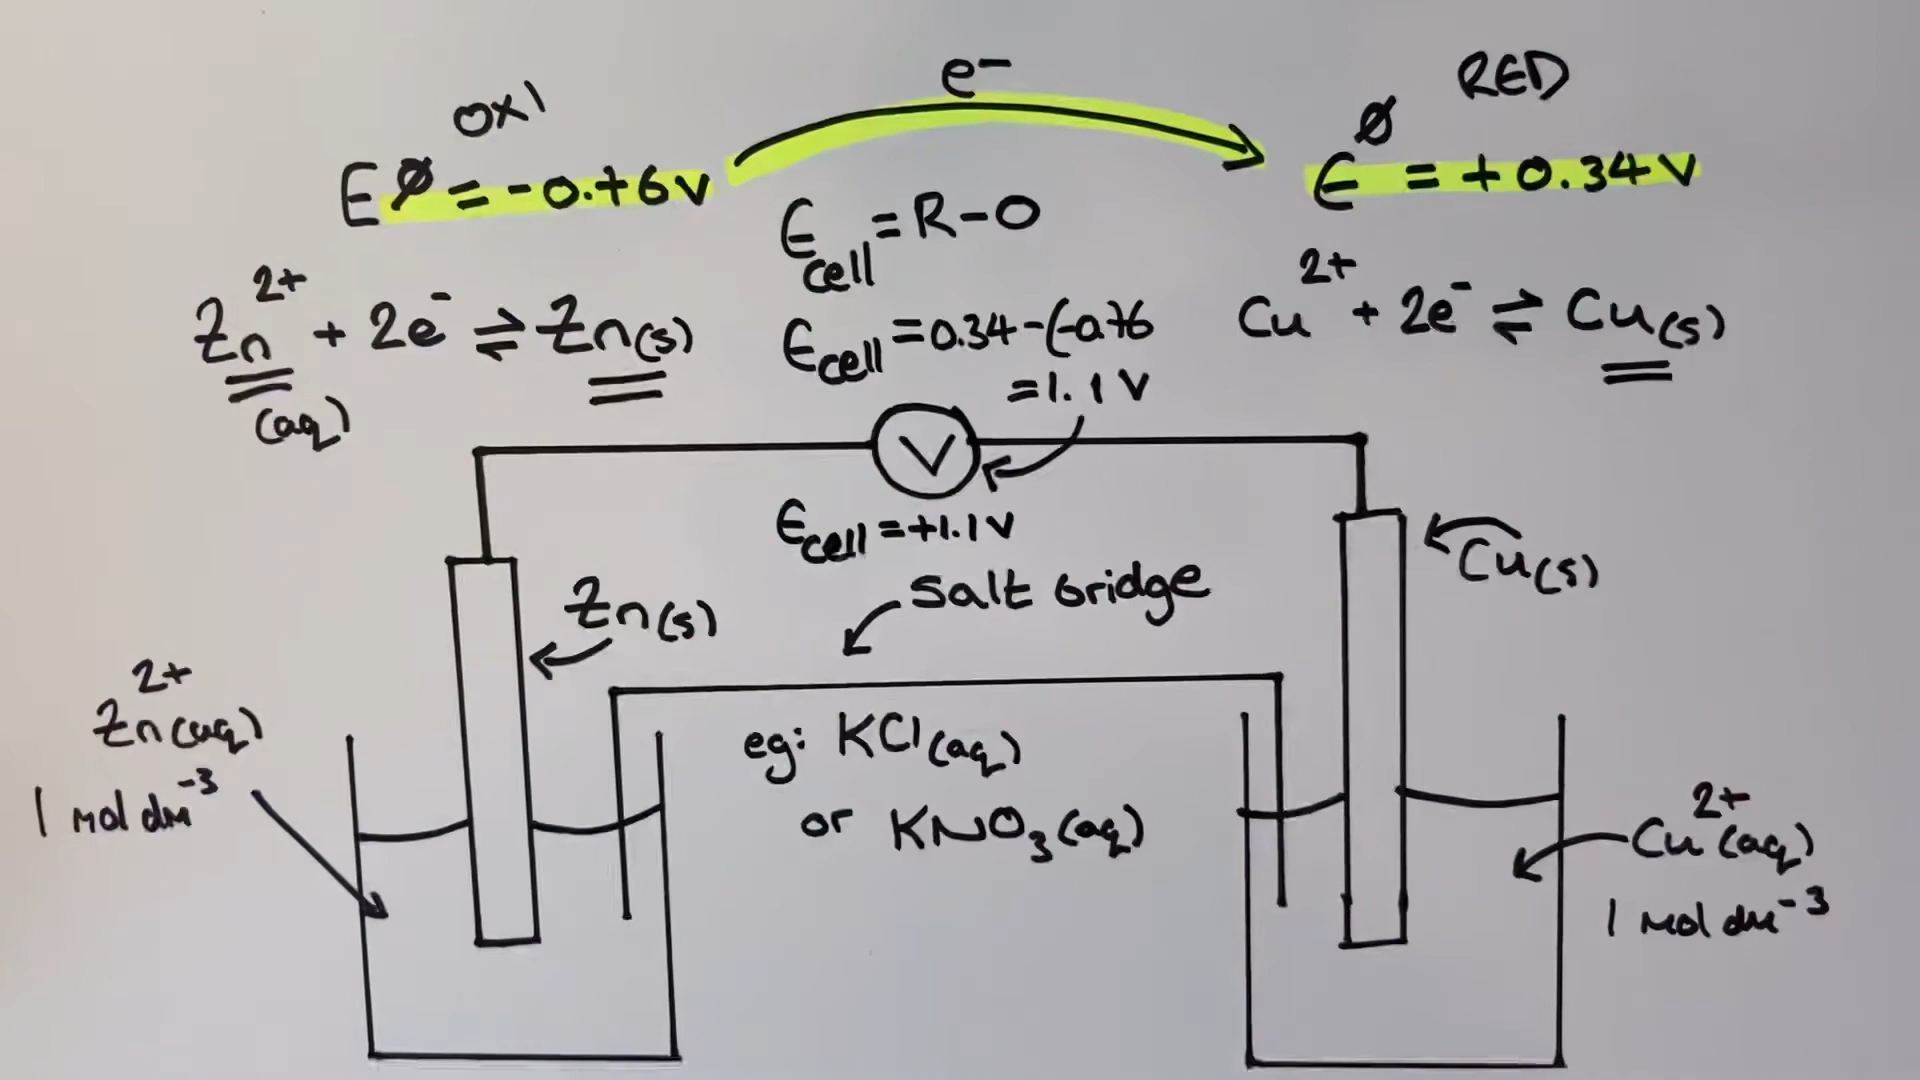 OXI
e⁻
RED
E∅ = -0.76V
E∅ = +0.34V
Ecell = R-O
Zn²⁺(aq) + 2e⁻ ⇌ Zn(s)
Ecell = 0.34-(-0.76
= 1.1V
Cu²⁺ + 2e⁻ ⇌ Cu(s)
V
Ecell = +1.1V
Cu(s)
Zn(s)
salt bridge
Zn²⁺(aq)
1 mol dm⁻³
eg: KCl(aq)
or KNO₃(aq)
Cu²⁺(aq)
1 mol dm⁻³